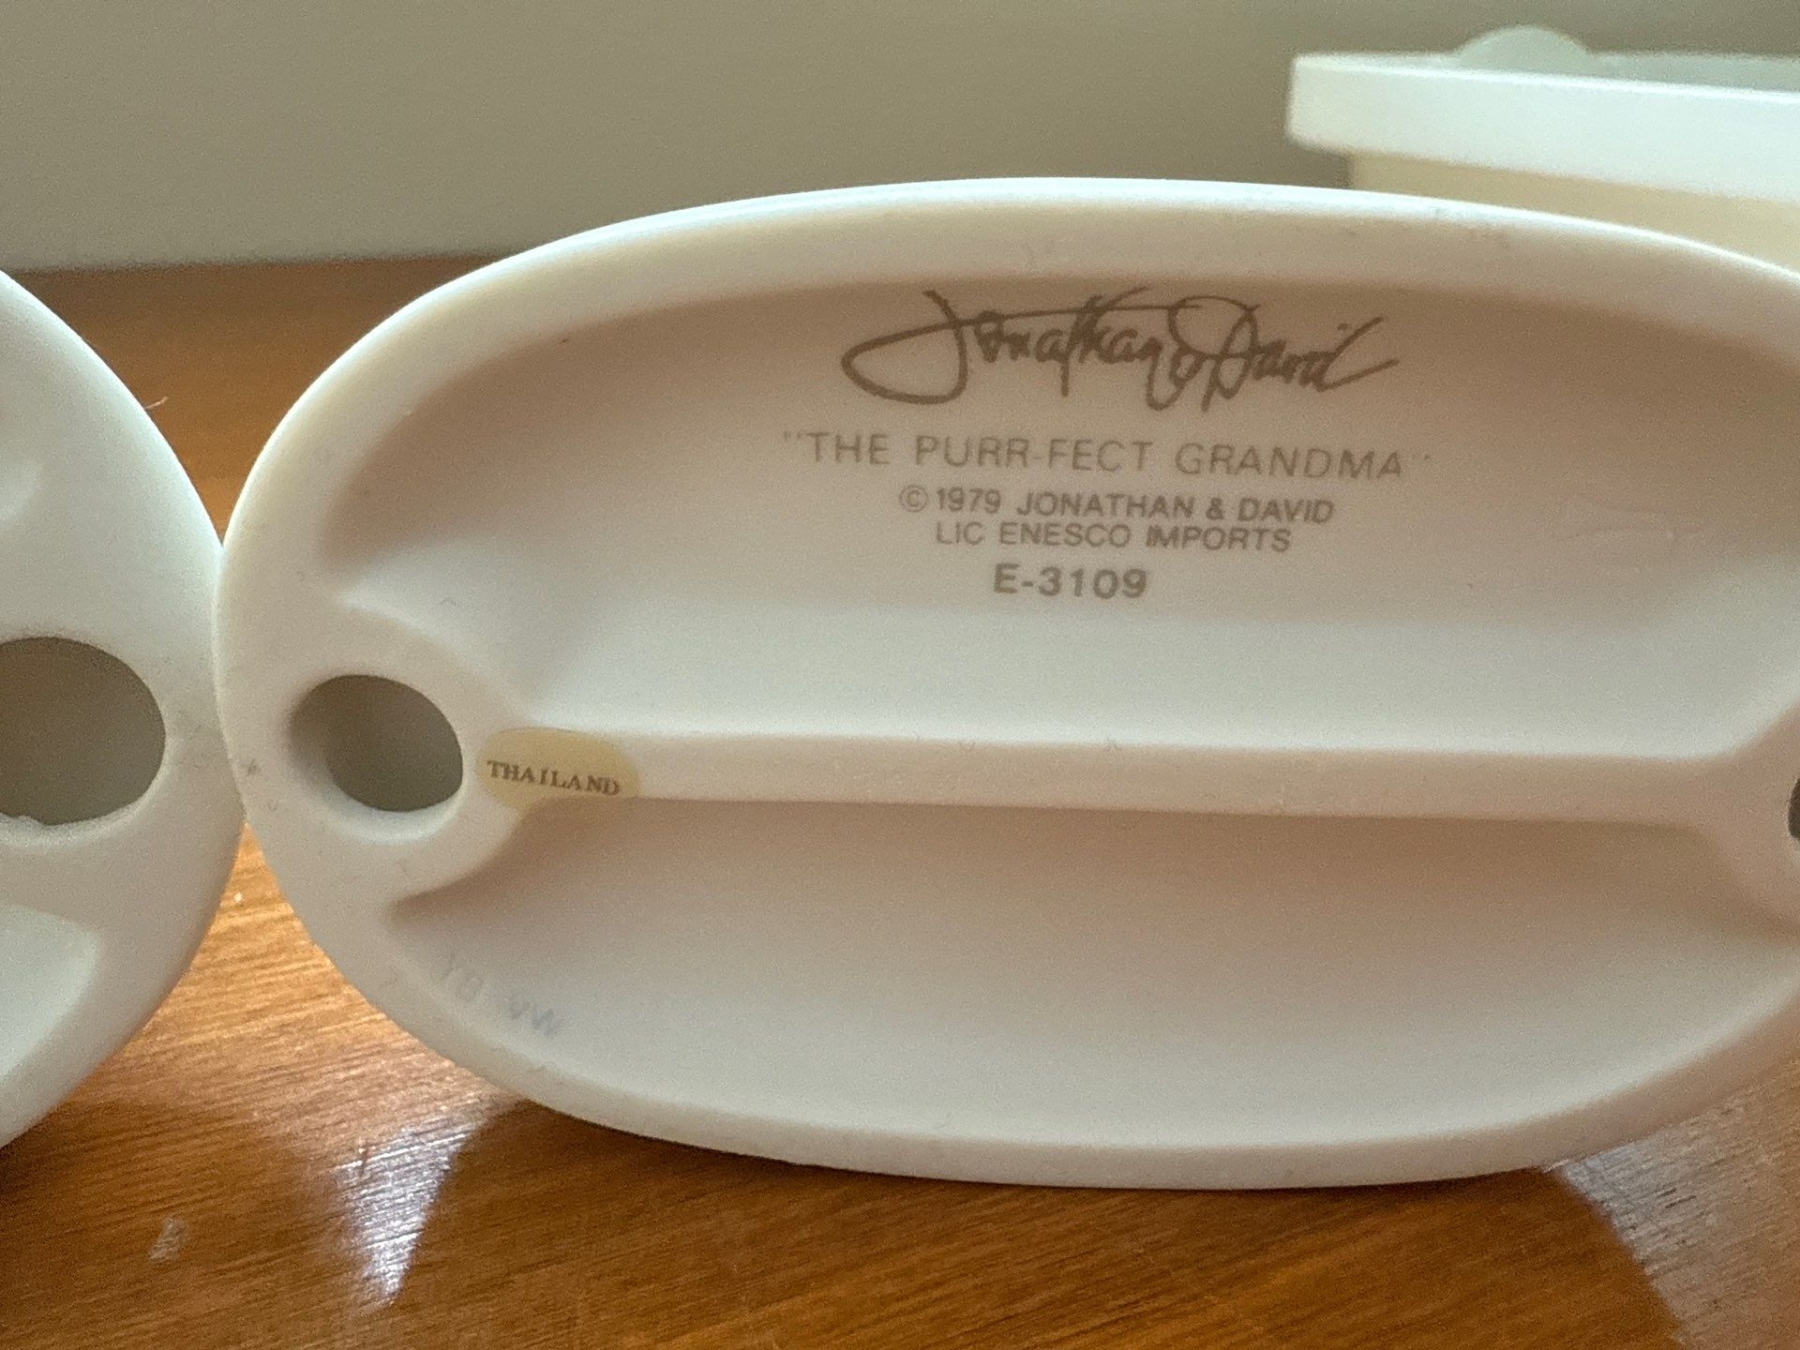 Jonathan & David
"THE PURR-FECT GRANDMA"
© 1979 JONATHAN & DAVID
LIC ENESCO IMPORTS
E-3109
THAILAND